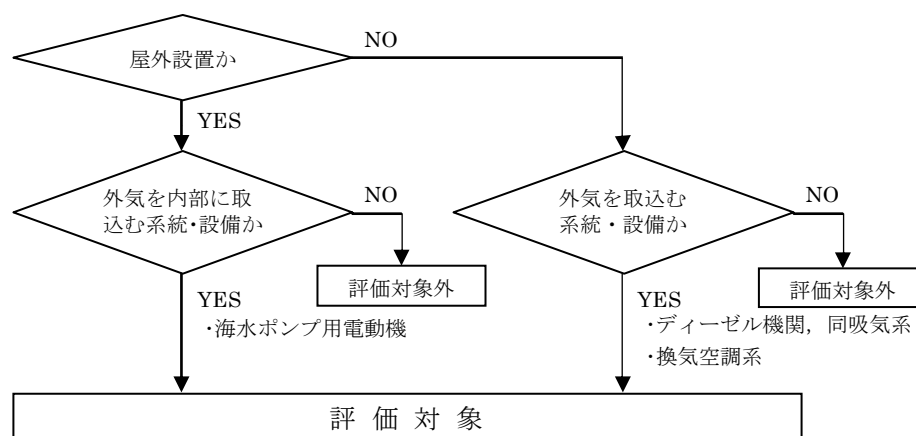 屋外設置か
NO
YES
外気を内部に取
込む系統・設備か
NO
外気を取込む
系統・設備か
NO
評価対象外
評価対象外
YES
・海水ポンプ用電動機
YES
・ディーゼル機関，同吸気系
・換気空調系
評 価 対 象